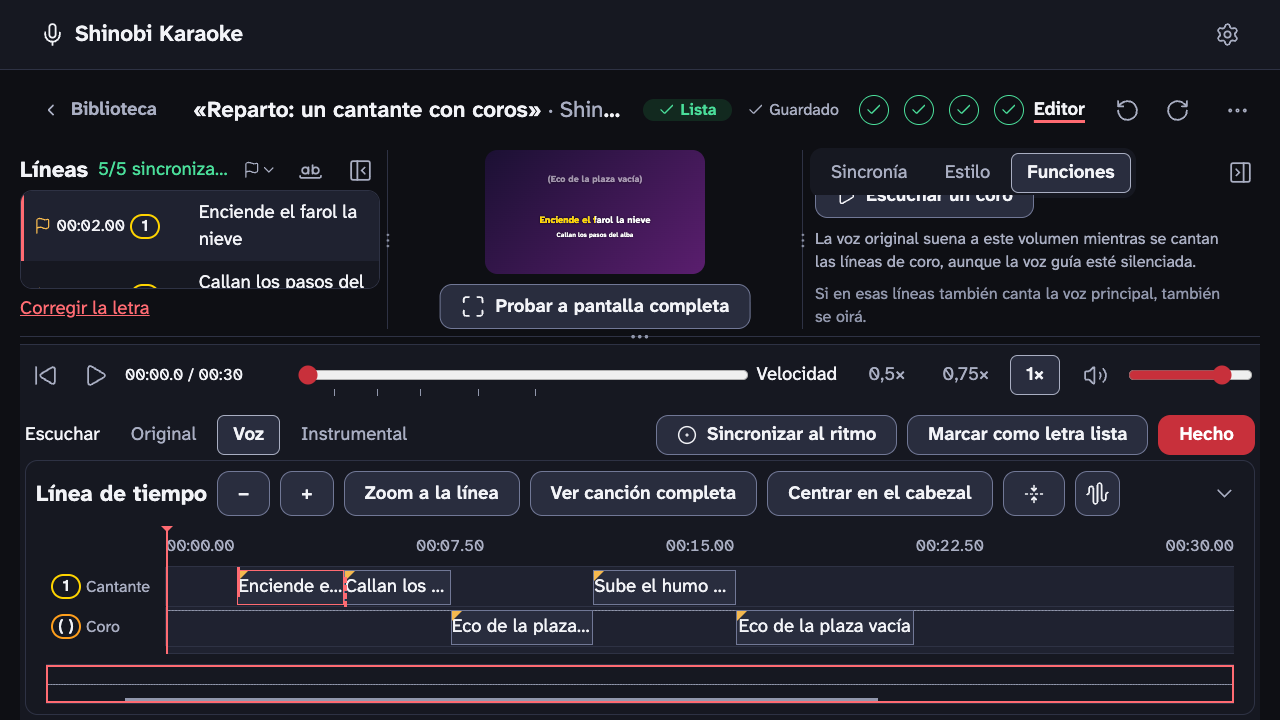 Shinobi Karaoke
Biblioteca
«Reparto: un cantante con coros» · Shin...
Lista
Guardado
Editor
Líneas 5/5 sincroniza...
ab
00:02.00 1 Enciende el farol la
nieve
Callan los pasos del
Corregir la letra
(Eco de la plaza vacía)
Enciende el farol la nieve
Callan los pasos del alba
Probar a pantalla completa
Sincronía Estilo Funciones
Escuchar un coro
La voz original suena a este volumen mientras se cantan
las líneas de coro, aunque la voz guía esté silenciada.
Si en esas líneas también canta la voz principal, también
se oirá.
00:00.0 / 00:30
Velocidad 0,5× 0,75× 1×
Escuchar Original Voz Instrumental
Sincronizar al ritmo
Marcar como letra lista
Hecho
Línea de tiempo
− + Zoom a la línea Ver canción completa Centrar en el cabezal
00:00.00 00:07.50 00:15.00 00:22.50 00:30.00
1 Cantante Enciende e... Callan los ... Sube el humo ...
() Coro Eco de la plaza... Eco de la plaza vacía